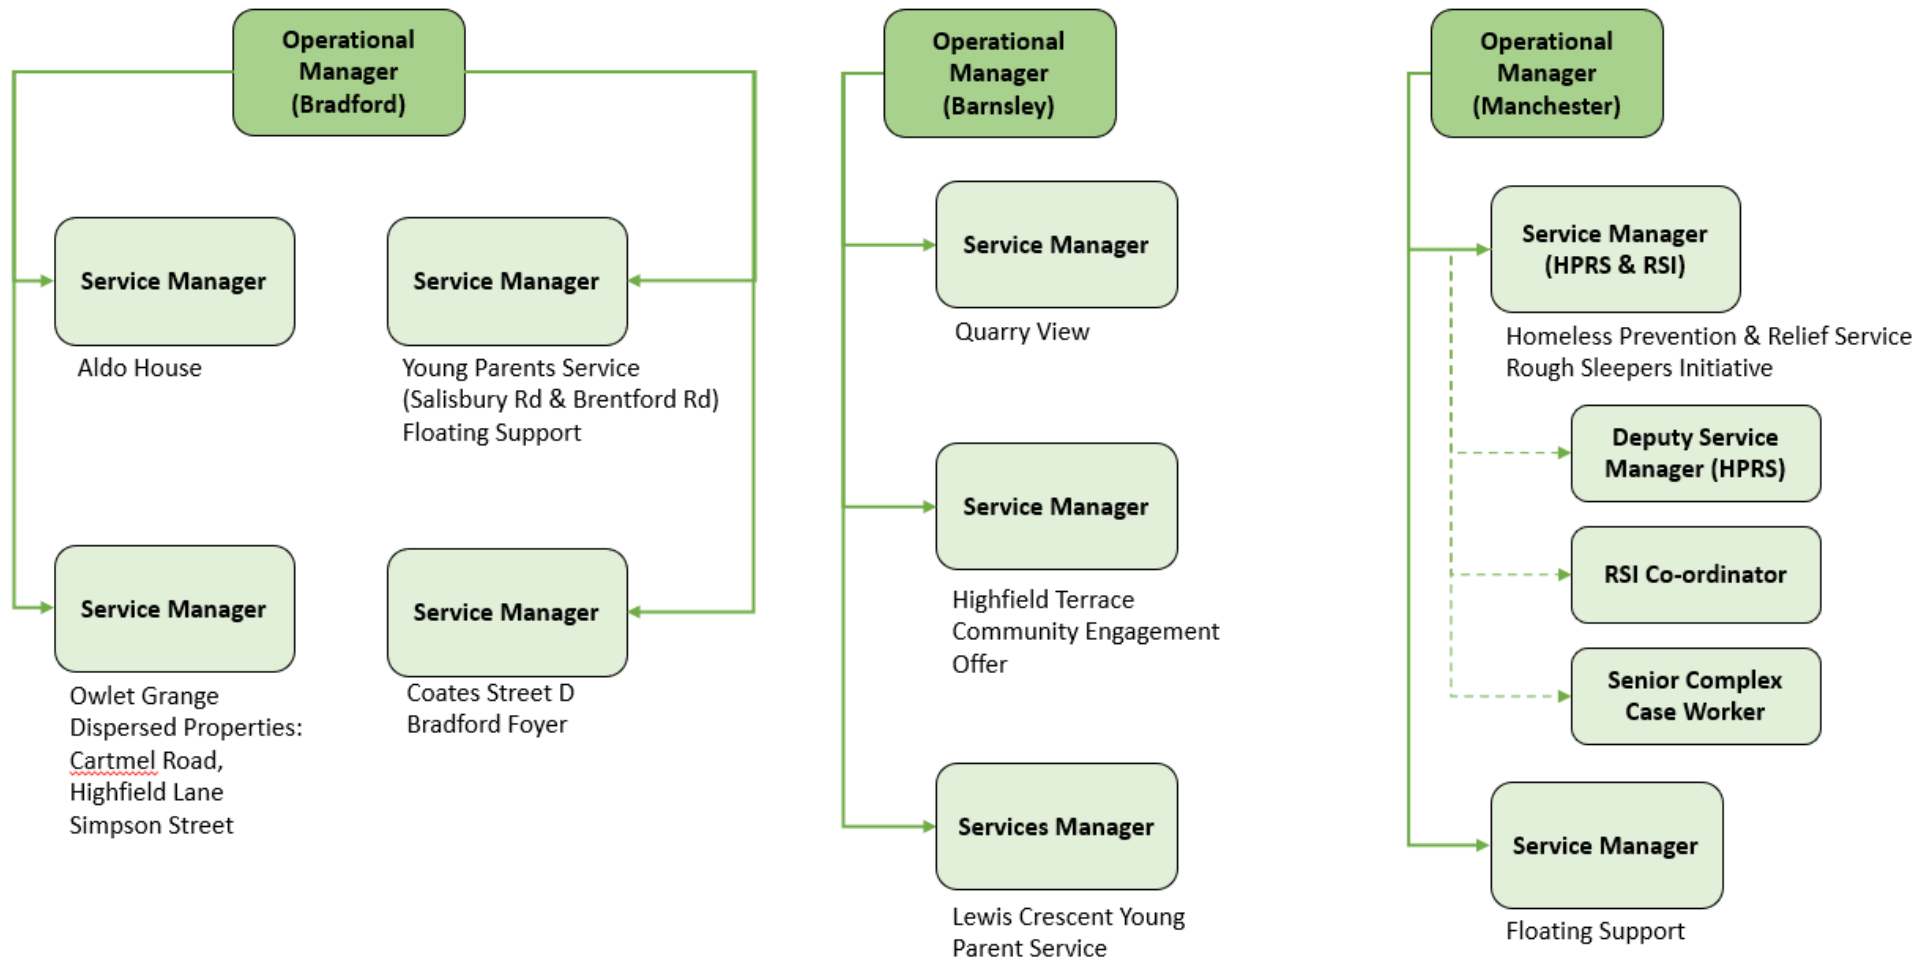 Operational
Manager
(Bradford)
Service Manager
Aldo House
Service Manager
Young Parents Service
(Salisbury Rd & Brentford Rd)
Floating Support
Service Manager
Owlet Grange
Dispersed Properties:
Cartmel Road,
Highfield Lane
Simpson Street
Service Manager
Coates Street D
Bradford Foyer
Operational
Manager
(Barnsley)
Service Manager
Quarry View
Service Manager
Highfield Terrace
Community Engagement
Offer
Services Manager
Lewis Crescent Young
Parent Service
Operational
Manager
(Manchester)
Service Manager
(HPRS & RSI)
Homeless Prevention & Relief Service
Rough Sleepers Initiative
Deputy Service
Manager (HPRS)
RSI Co-ordinator
Senior Complex
Case Worker
Service Manager
Floating Support